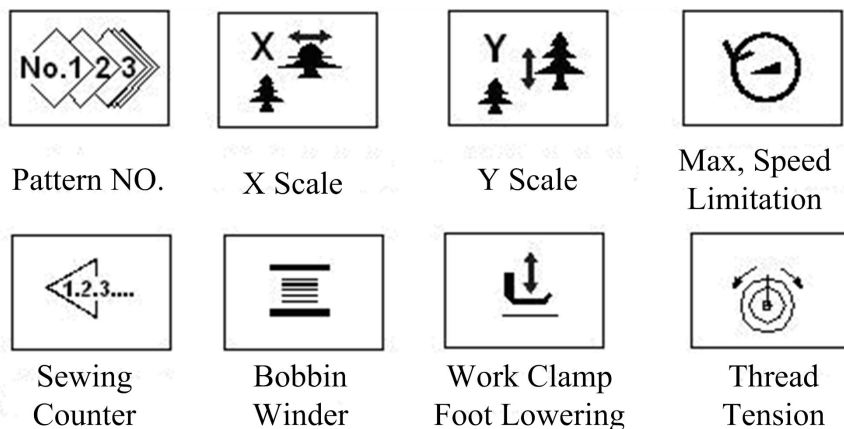 No.1 2 3
X
Y
Pattern NO.
X Scale
Y Scale
Max, Speed
Limitation
1.2.3....
Sewing
Counter
Bobbin
Winder
Work Clamp
Foot Lowering
Thread
Tension